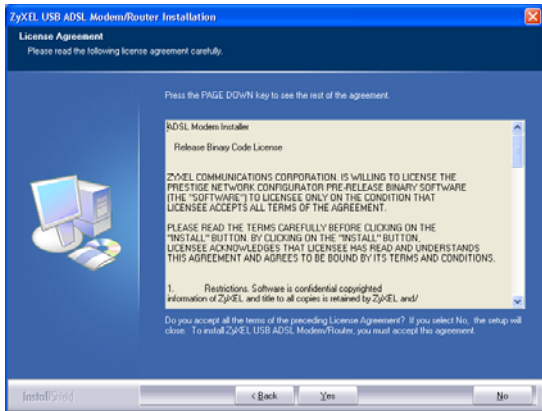 ZyXEL USB ADSL Modem/Router Installation
License Agreement
Please read the following license agreement carefully.
Press the PAGE DOWN key to see the rest of the agreement.
ADSL Modem Installer
Release Binary Code License
ZYXEL COMMUNICATIONS CORPORATION. IS WILLING TO LICENSE THE
PRESTIGE NETWORK CONFIGURATOR PRE-RELEASE BINARY SOFTWARE
(THE "SOFTWARE") TO LICENSEE ONLY ON THE CONDITION THAT
LICENSEE ACCEPTS ALL TERMS OF THE AGREEMENT.
PLEASE READ THE TERMS CAREFULLY BEFORE CLICKING ON THE
"INSTALL" BUTTON. BY CLICKING ON THE "INSTALL" BUTTON,
LICENSEE ACKNOWLEDGES THAT LICENSEE HAS READ AND UNDERSTANDS
THIS AGREEMENT AND AGREES TO BE BOUND BY ITS TERMS AND CONDITIONS.
1. Restrictions. Software is confidential copyrighted
information of ZyXEL and title to all copies is retained by ZyXEL and/
Do you accept all the terms of the preceding License Agreement? If you select No, the setup will
close. To install ZyXEL USB ADSL Modem/Router, you must accept this agreement.
InstallShield
< Back
Yes
No